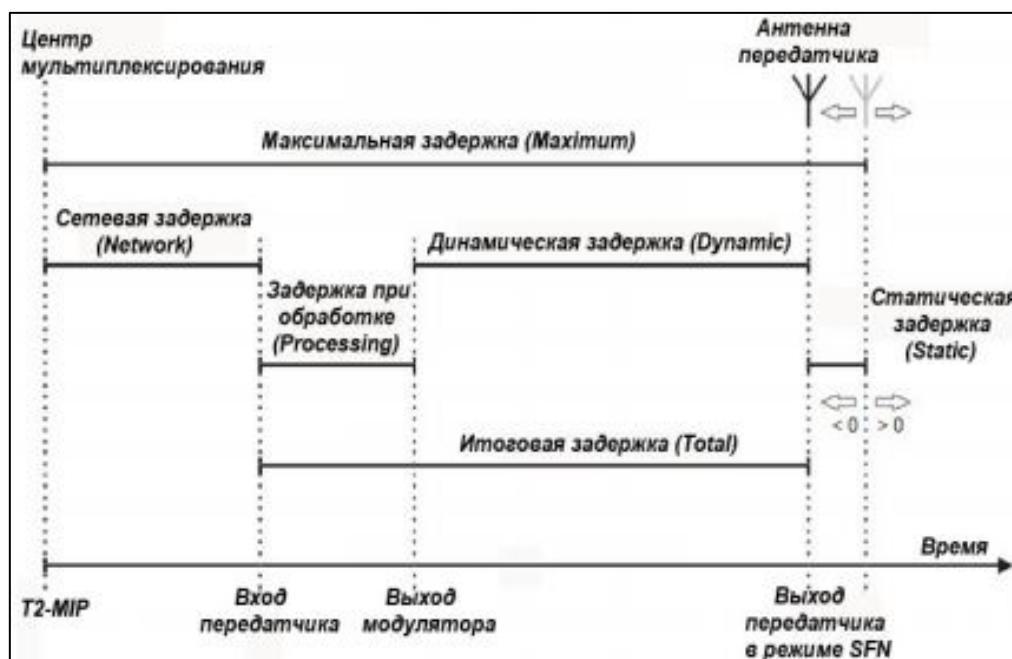 Центр
мультиплексирования
Антенна
передатчика
Максимальная задержка (Maximum)
Сетевая задержка
(Network)
Динамическая задержка (Dynamic)
Задержка при
обработке
(Processing)
Статическая
задержка
(Static)
< 0 > 0
Итоговая задержка (Total)
Время
T2-MIP
Вход
передатчика
Выход
модулятора
Выход
передатчика
в режиме SFN